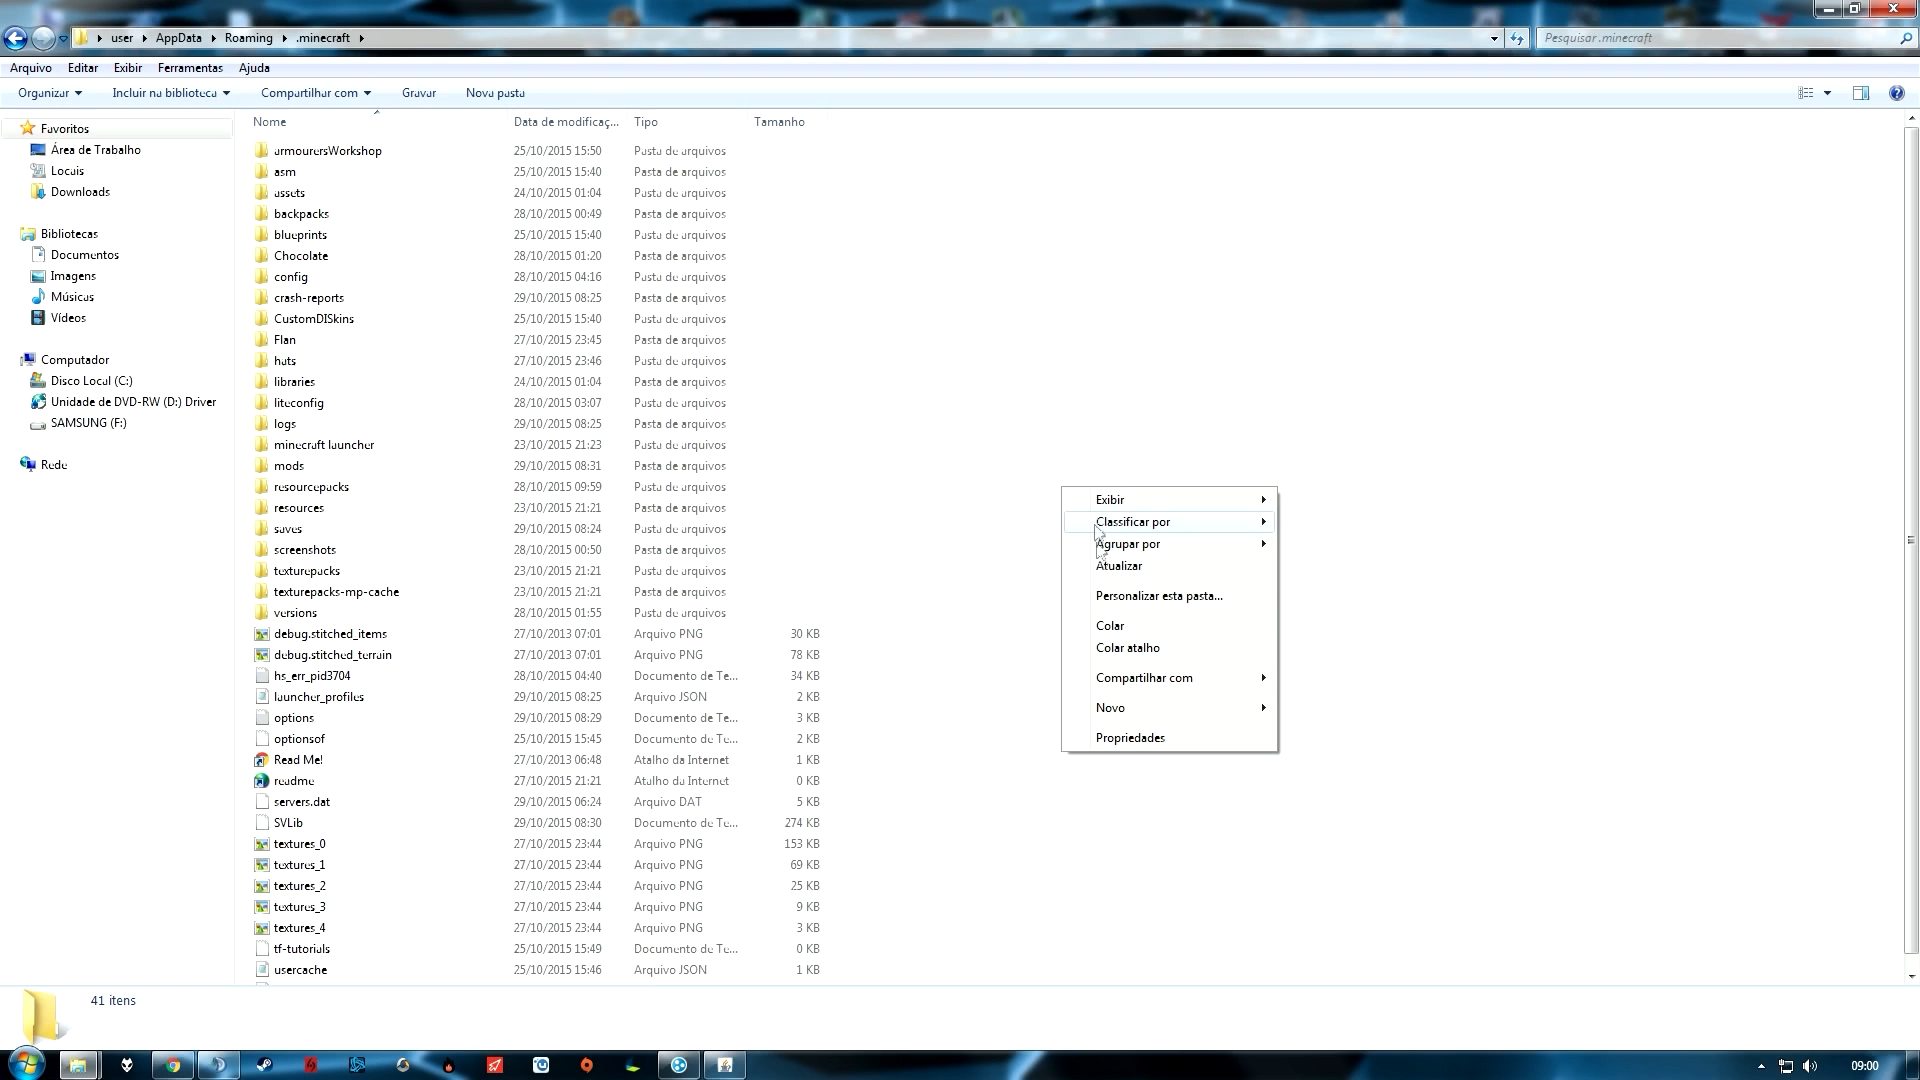 user AppData Roaming .minecraft
Pesquisar .minecraft
Arquivo Editar Exibir Ferramentas Ajuda
Organizar Incluir na biblioteca Compartilhar com Gravar Nova pasta
Favoritos
Área de Trabalho
Locais
Downloads
Bibliotecas
Documentos
Imagens
Músicas
Vídeos
Computador
Disco Local (C:)
Unidade de DVD-RW (D:) Driver
SAMSUNG (F:)
Rede
Nome Data de modificaç... Tipo Tamanho
armourersWorkshop 25/10/2015 15:50 Pasta de arquivos
asm 25/10/2015 15:40 Pasta de arquivos
assets 24/10/2015 01:04 Pasta de arquivos
backpacks 28/10/2015 00:49 Pasta de arquivos
blueprints 25/10/2015 15:40 Pasta de arquivos
Chocolate 28/10/2015 01:20 Pasta de arquivos
config 28/10/2015 04:16 Pasta de arquivos
crash-reports 29/10/2015 08:25 Pasta de arquivos
CustomDISkins 25/10/2015 15:40 Pasta de arquivos
Flan 27/10/2015 23:45 Pasta de arquivos
hats 27/10/2015 23:46 Pasta de arquivos
libraries 24/10/2015 01:04 Pasta de arquivos
liteconfig 28/10/2015 03:07 Pasta de arquivos
logs 29/10/2015 08:25 Pasta de arquivos
minecraft launcher 23/10/2015 21:23 Pasta de arquivos
mods 29/10/2015 08:31 Pasta de arquivos
resourcepacks 28/10/2015 09:59 Pasta de arquivos
resources 23/10/2015 21:21 Pasta de arquivos
saves 29/10/2015 08:24 Pasta de arquivos
screenshots 28/10/2015 00:50 Pasta de arquivos
texturepacks 23/10/2015 21:21 Pasta de arquivos
texturepacks-mp-cache 23/10/2015 21:21 Pasta de arquivos
versions 28/10/2015 01:55 Pasta de arquivos
debug.stitched_items 27/10/2013 07:01 Arquivo PNG 30 KB
debug.stitched_terrain 27/10/2013 07:01 Arquivo PNG 78 KB
hs_err_pid3704 28/10/2015 04:40 Documento de Te... 34 KB
launcher_profiles 29/10/2015 08:25 Arquivo JSON 2 KB
options 29/10/2015 08:29 Documento de Te... 3 KB
optionsof 25/10/2015 15:45 Documento de Te... 2 KB
Read Me! 27/10/2013 06:48 Atalho da Internet 1 KB
readme 27/10/2015 21:21 Atalho da Internet 0 KB
servers.dat 29/10/2015 06:24 Arquivo DAT 5 KB
SVLib 29/10/2015 08:30 Documento de Te... 274 KB
textures_0 27/10/2015 23:44 Arquivo PNG 153 KB
textures_1 27/10/2015 23:44 Arquivo PNG 69 KB
textures_2 27/10/2015 23:44 Arquivo PNG 25 KB
textures_3 27/10/2015 23:44 Arquivo PNG 9 KB
textures_4 27/10/2015 23:44 Arquivo PNG 3 KB
tf-tutorials 25/10/2015 15:49 Documento de Te... 0 KB
usercache 25/10/2015 15:46 Arquivo JSON 1 KB
Exibir
Classificar por
Agrupar por
Atualizar
Personalizar esta pasta...
Colar
Colar atalho
Compartilhar com
Novo
Propriedades
41 itens
09:00